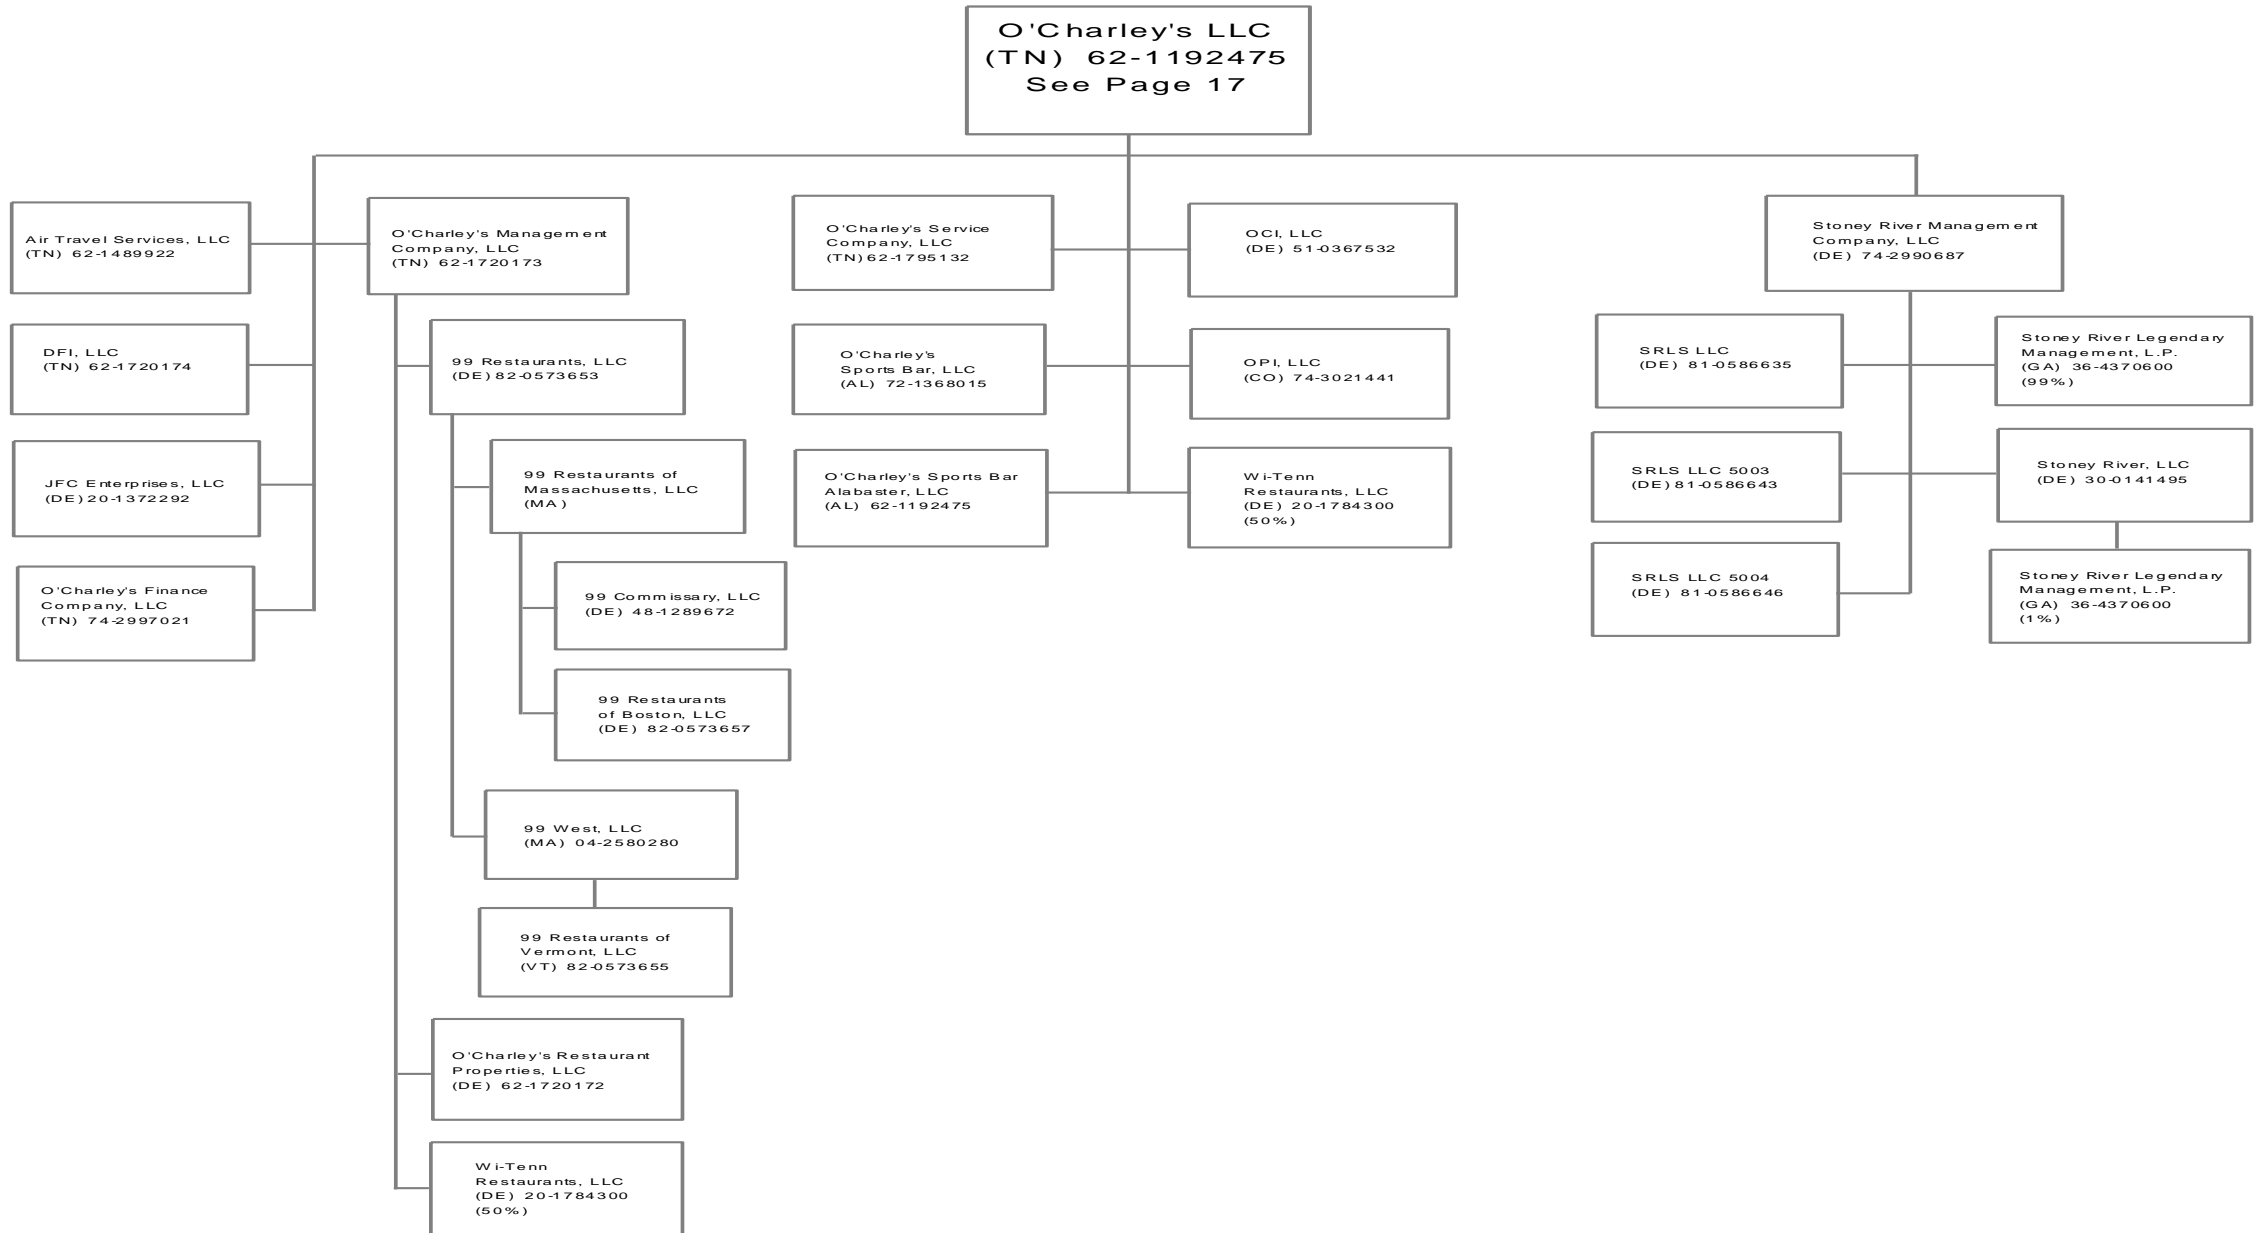 O'Charley's LLC
(TN) 62-1192475
See Page 17
Air Travel Services, LLC
(TN) 62-1489922
O'Charley's Management
Company, LLC
(TN) 62-1720173
O'Charley's Service
Company, LLC
(TN) 62-1795132
OCI, LLC
(DE) 51-0367532
Stoney River Management
Company, LLC
(DE) 74-2990687
DFI, LLC
(TN) 62-1720174
99 Restaurants, LLC
(DE) 82-0573653
O'Charley's
Sports Bar, LLC
(AL) 72-1368015
OPI, LLC
(CO) 74-3021441
SRLS LLC
(DE) 81-0586635
Stoney River Legendary
Management, L.P.
(GA) 36-4370600
(99%)
JFC Enterprises, LLC
(DE) 20-1372292
99 Restaurants of
Massachusetts, LLC
(MA)
O'Charley's Sports Bar
Alabaster, LLC
(AL) 62-1192475
Wi-Tenn
Restaurants, LLC
(DE) 20-1784300
(50%)
SRLS LLC 5003
(DE) 81-0586643
Stoney River, LLC
(DE) 30-0141495
O'Charley's Finance
Company, LLC
(TN) 74-2997021
99 Commissary, LLC
(DE) 48-1289672
SRLS LLC 5004
(DE) 81-0586646
Stoney River Legendary
Management, L.P.
(GA) 36-4370600
(1%)
99 Restaurants
of Boston, LLC
(DE) 82-0573657
99 West, LLC
(MA) 04-2580280
99 Restaurants of
Vermont, LLC
(VT) 82-0573655
O'Charley's Restaurant
Properties, LLC
(DE) 62-1720172
Wi-Tenn
Restaurants, LLC
(DE) 20-1784300
(50%)